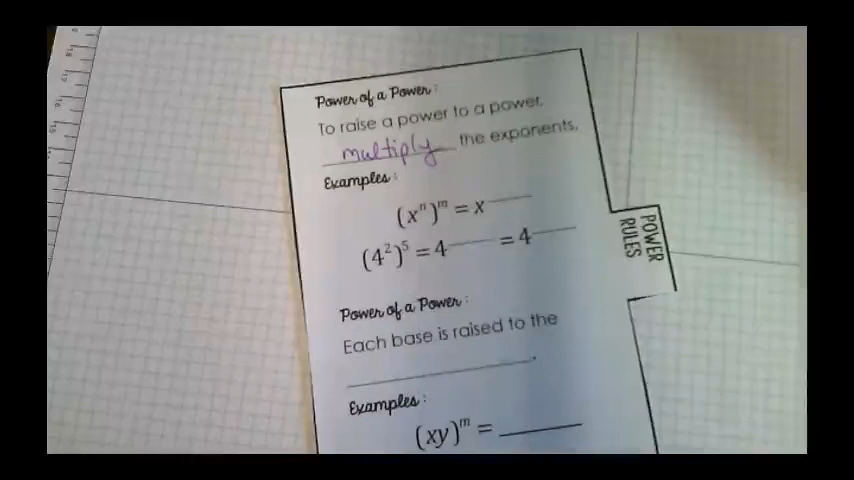 Power of a Power:
To raise a power to a power,
multiply the exponents.
Examples:
(xⁿ)ᵐ = x
(4²)⁵ = 4 = 4
Power of a Power:
Each base is raised to the
.
Examples:
(xy)ᵐ =
POWER
RULES